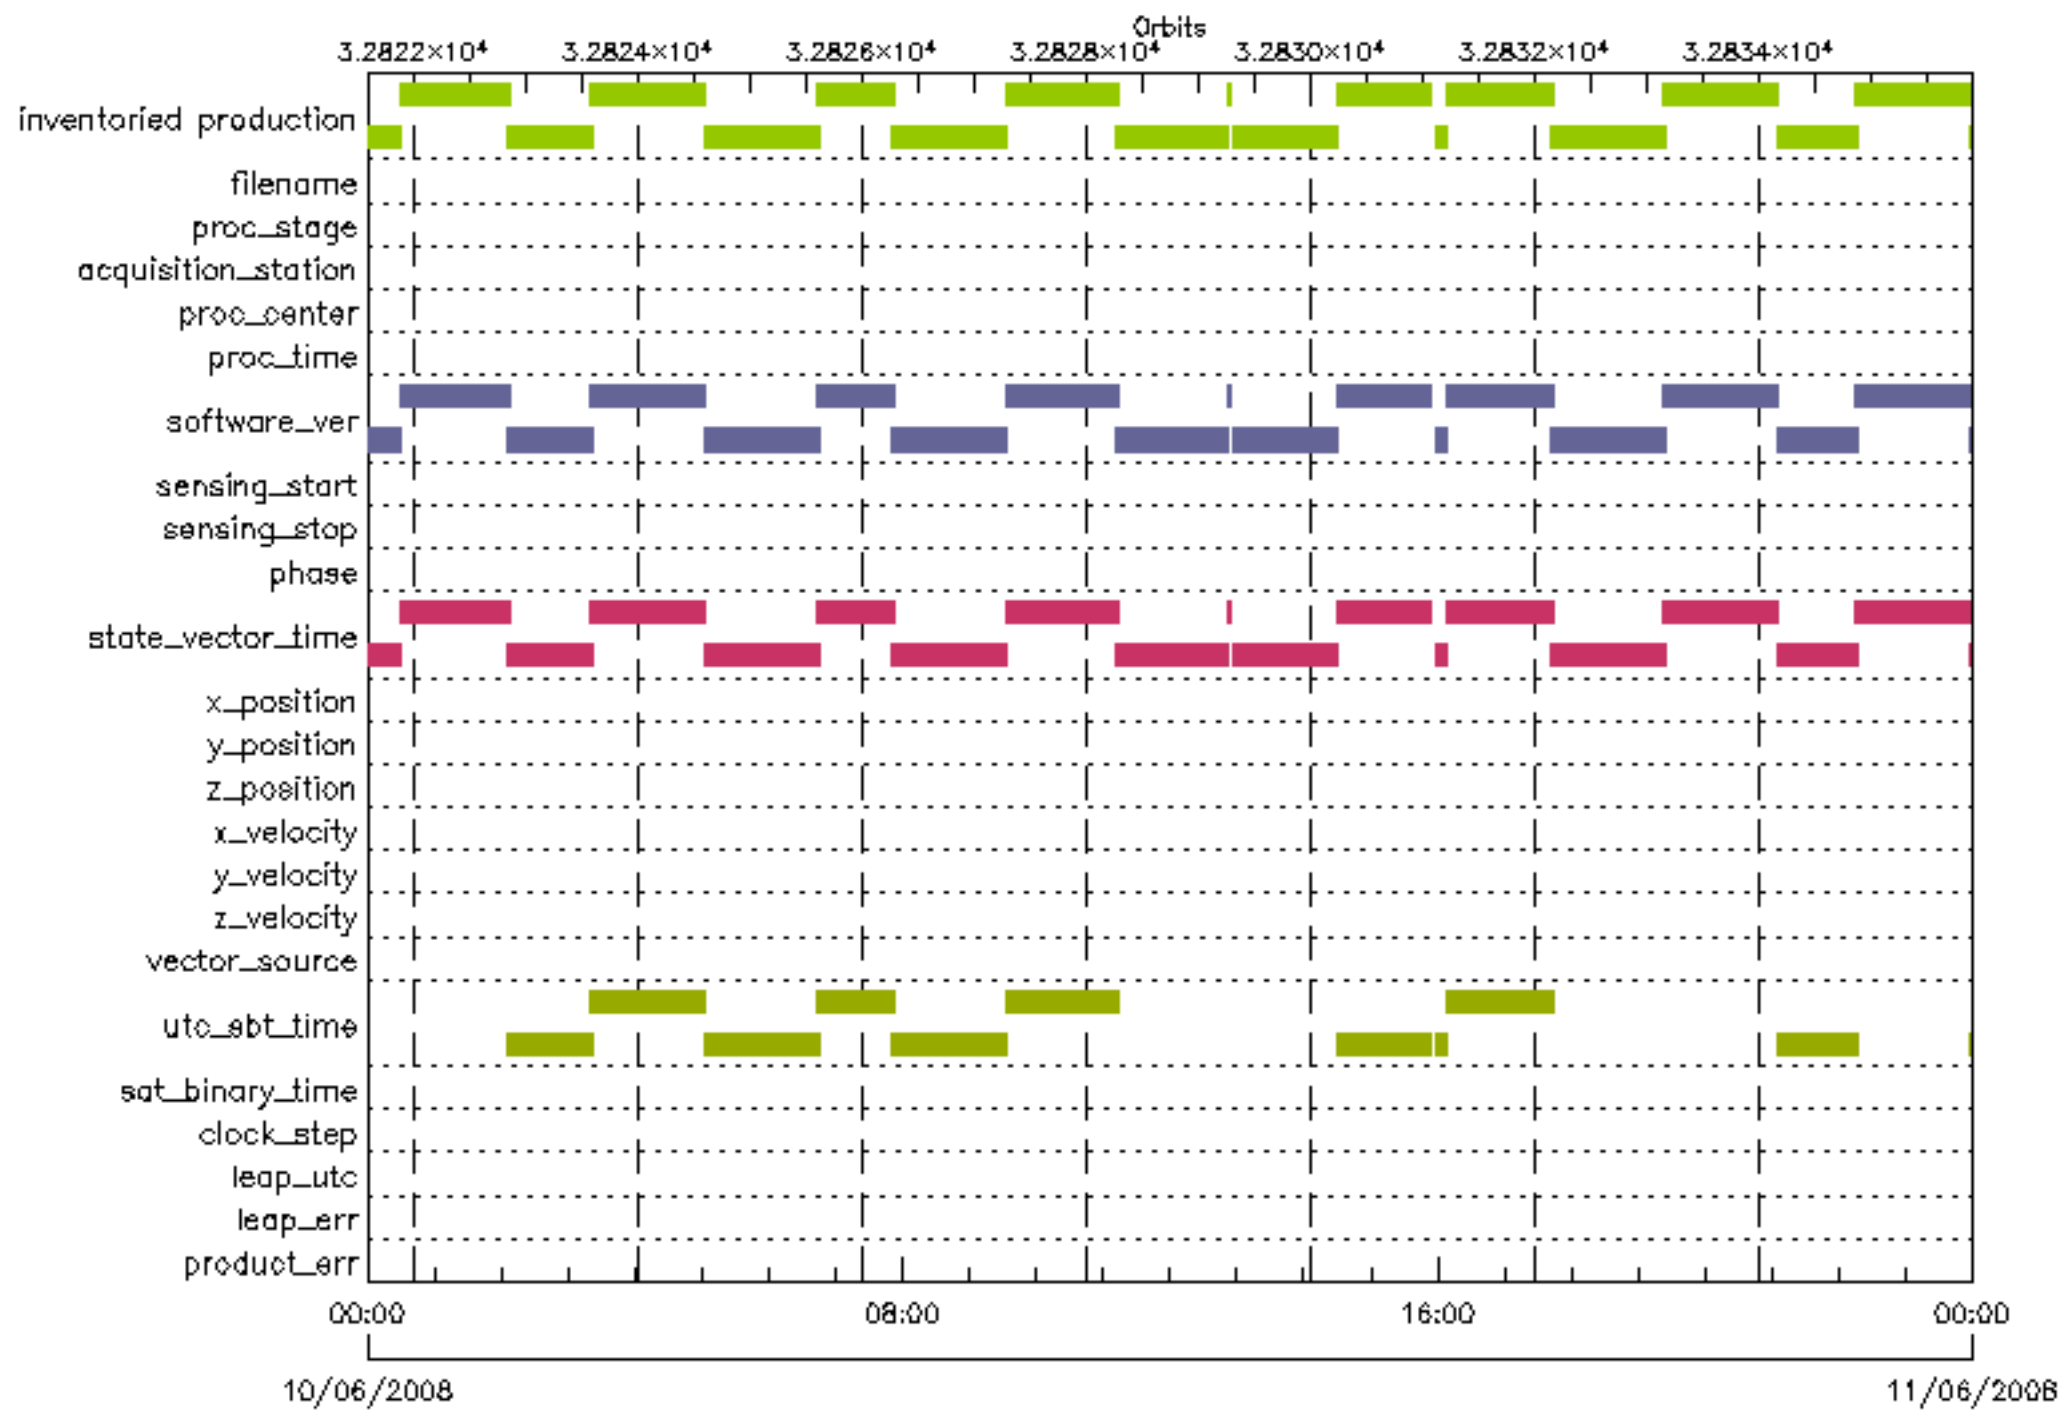 Orbits
3.2822×10⁴ 3.2824×10⁴ 3.2826×10⁴ 3.2828×10⁴ 3.2830×10⁴ 3.2832×10⁴ 3.2834×10⁴
inventoried production
filename
proc_stage
acquisition_station
proc_center
proc_time
software_ver
sensing_start
sensing_stop
phase
state_vector_time
x_position
y_position
z_position
x_velocity
y_velocity
z_velocity
vector_source
utc_sbt_time
sat_binary_time
clock_step
leap_utc
leap_err
product_err
00:00 08:00 16:00 00:00
10/06/2008 11/06/2008